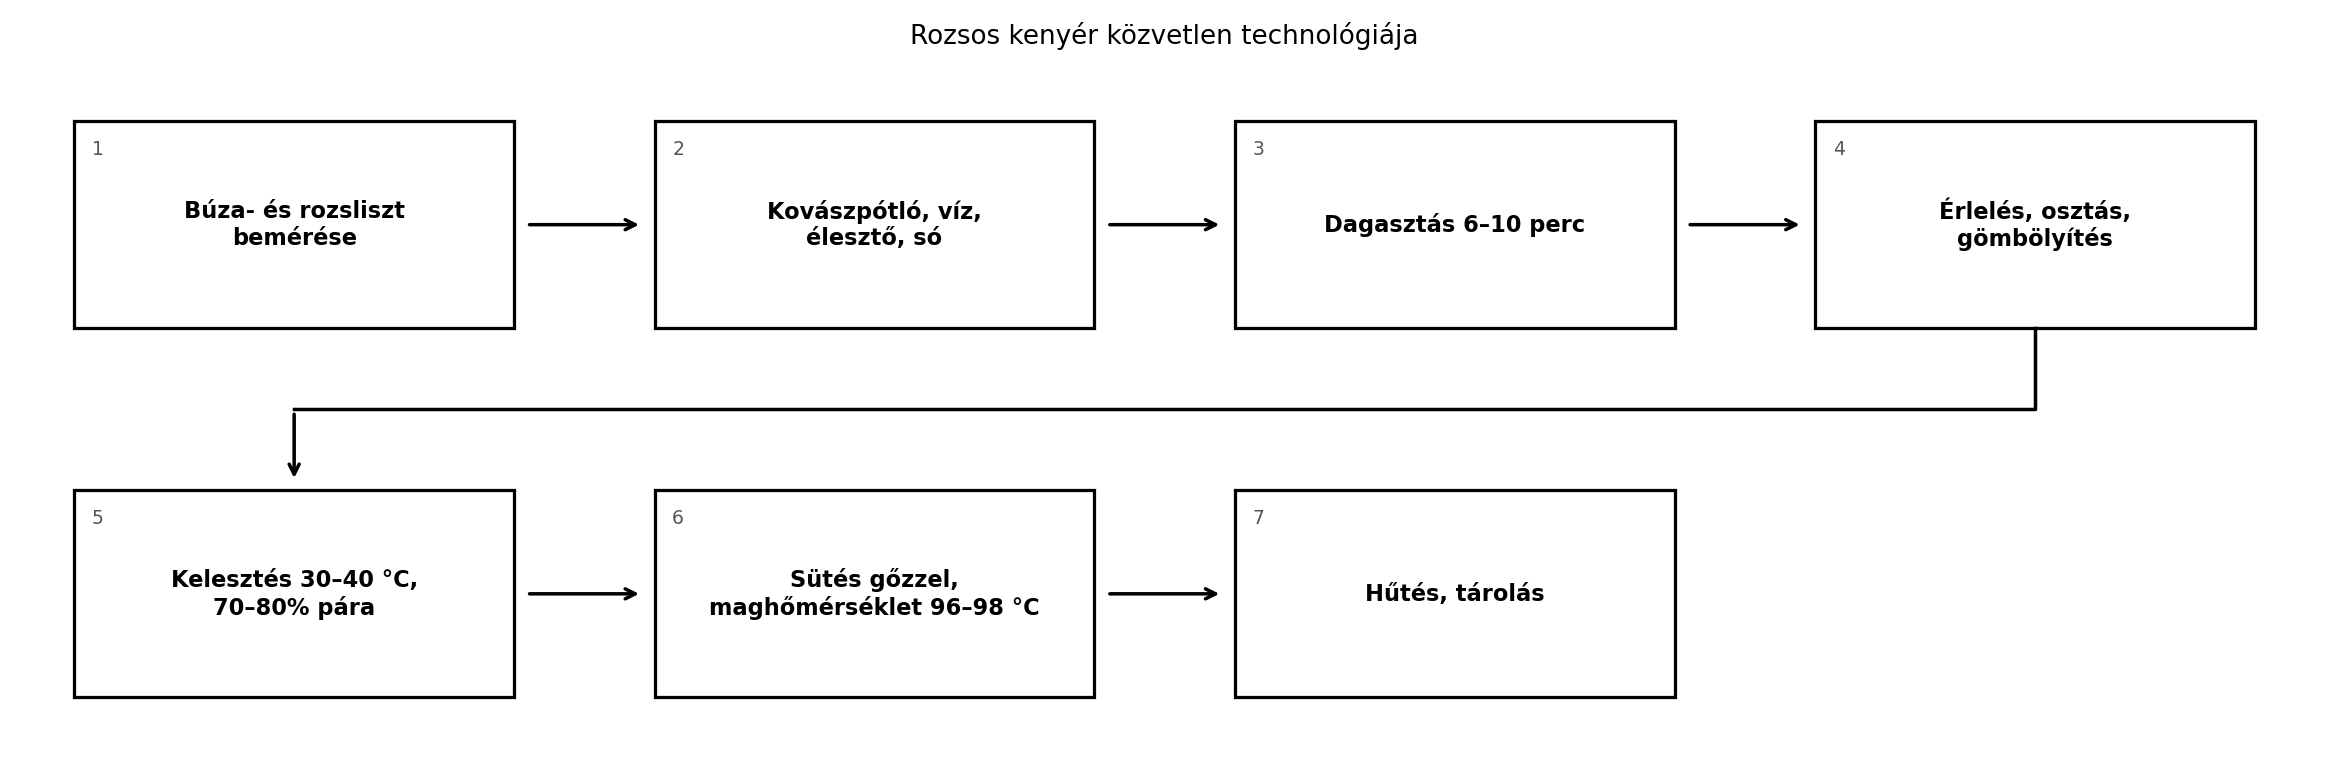 Rozsos kenyér közvetlen technológiája
1
Búza- és rozsliszt
bemérése
2
Kovászpótló, víz,
élesztő, só
3
Dagasztás 6–10 perc
4
Érlelés, osztás,
gömbölyítés
5
Kelesztés 30–40 °C,
70–80% pára
6
Sütés gőzzel,
maghőmérséklet 96–98 °C
7
Hűtés, tárolás